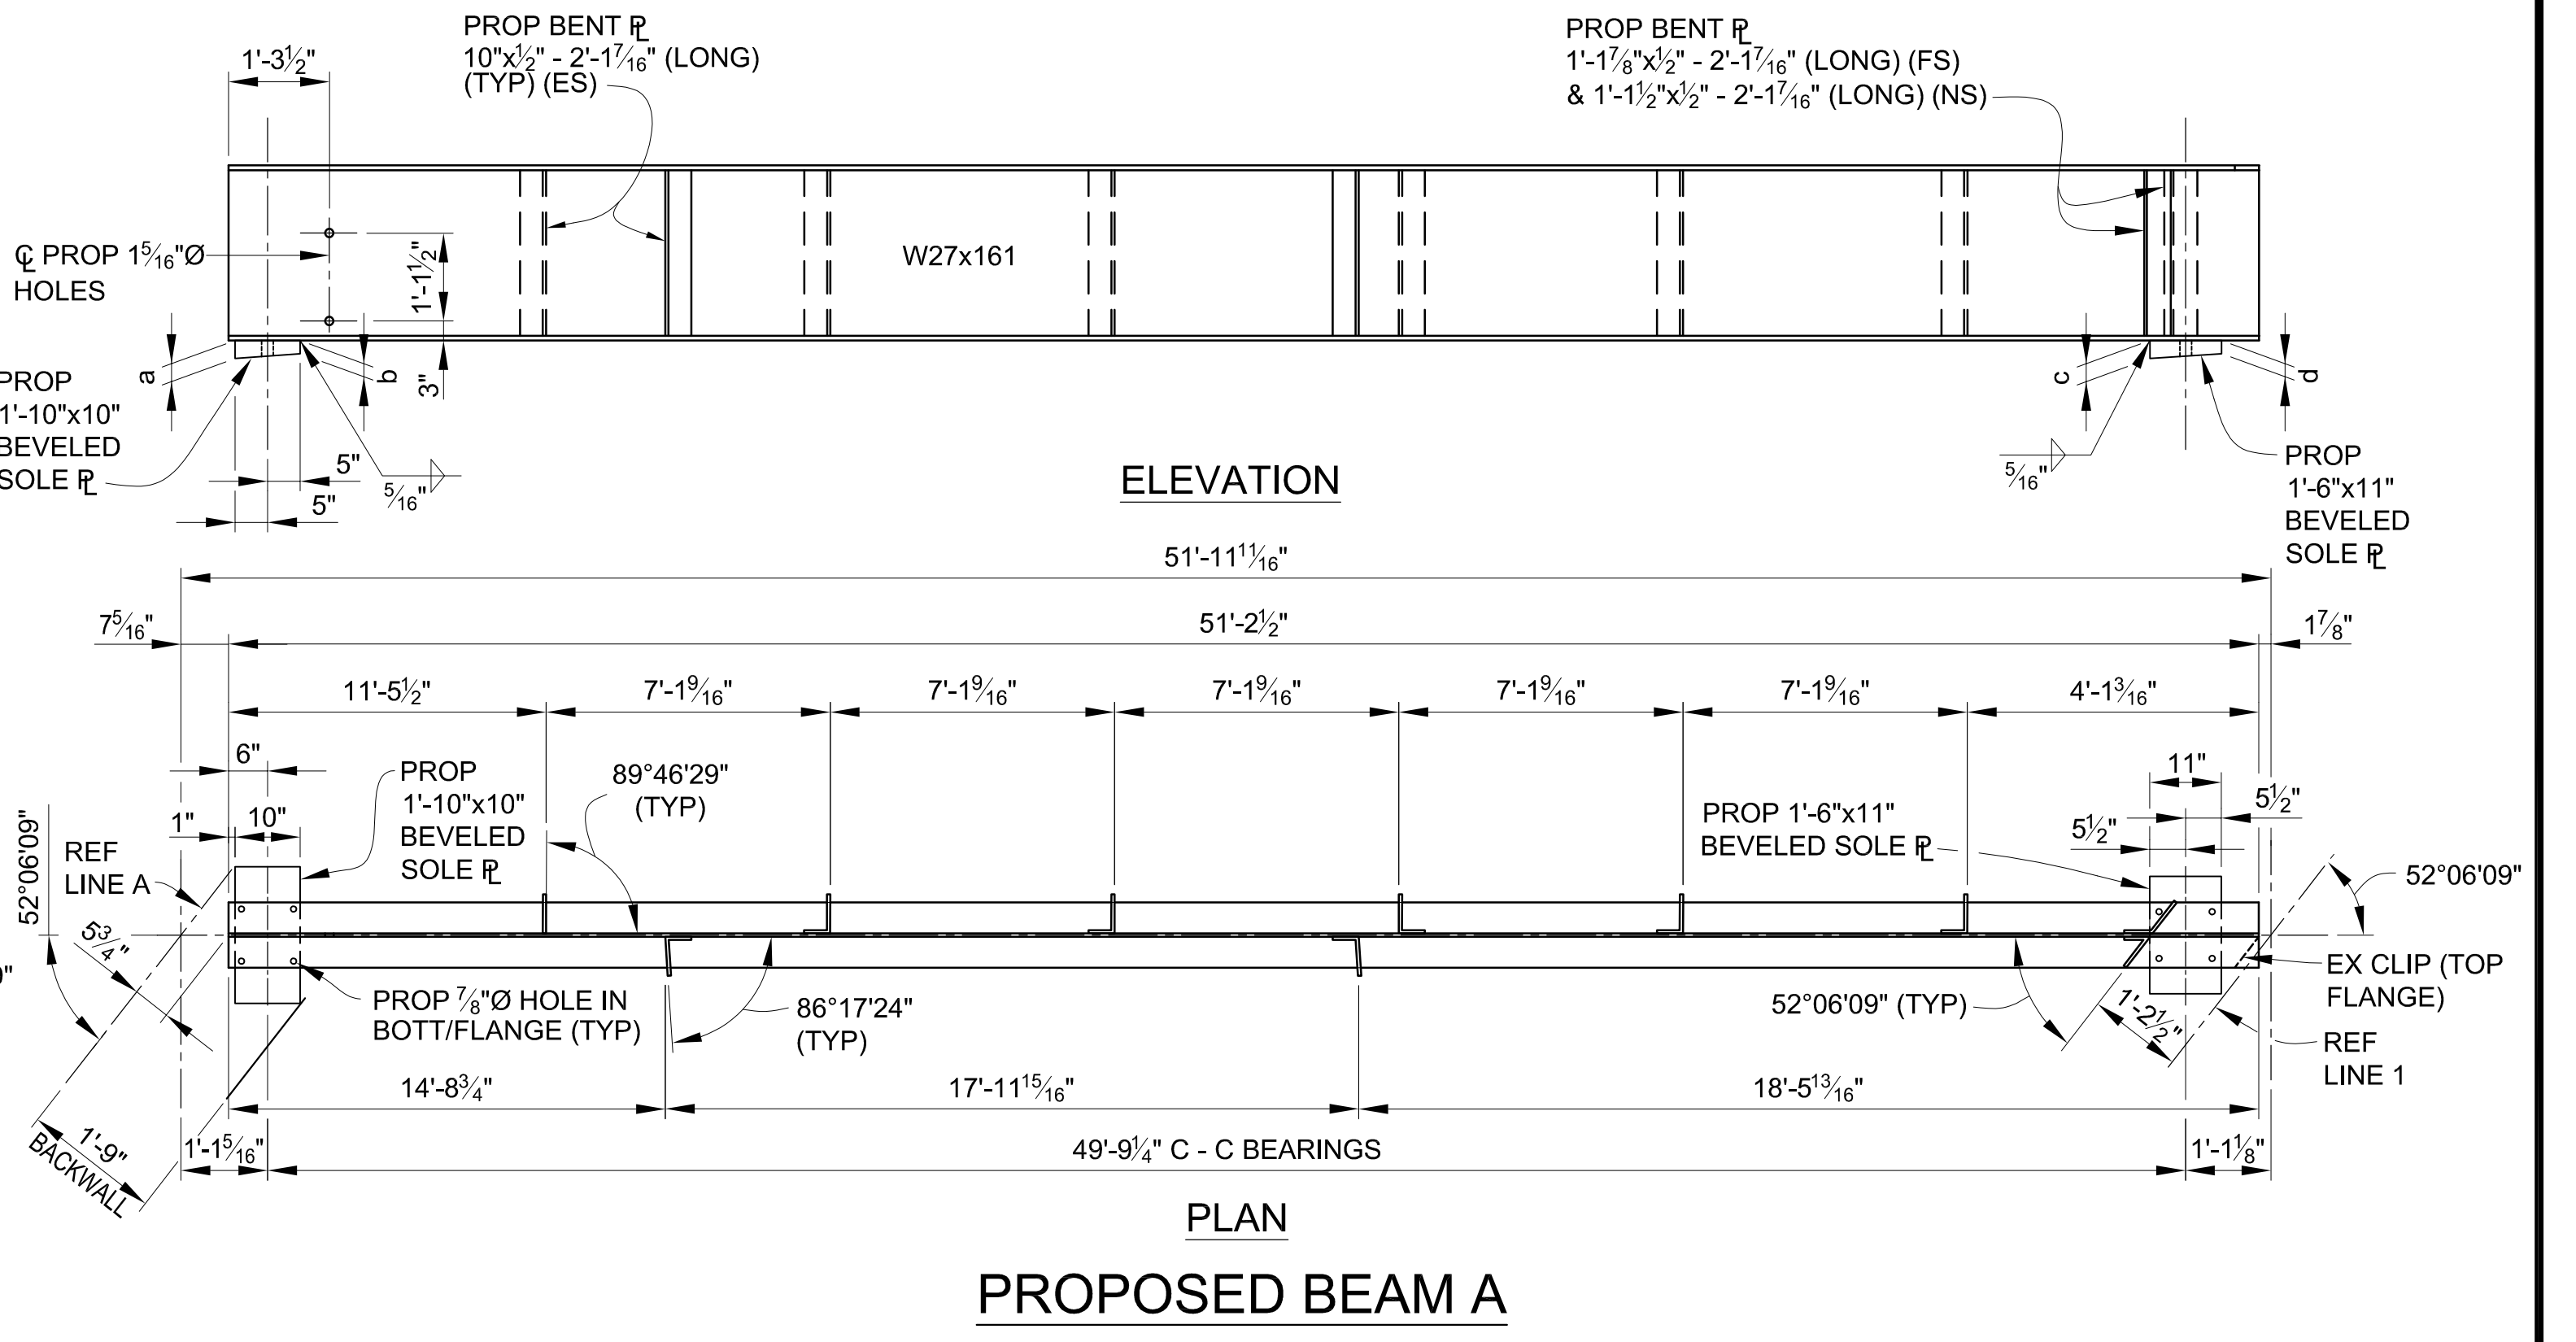 PROP BENT ℄
10"x½" - 2'-1⁷⁄₁₆" (LONG)
(TYP) (ES)
PROP BENT ℄
1'-1⅞"x½" - 2'-1⁷⁄₁₆" (LONG) (FS)
& 1'-1½"x½" - 2'-1⁷⁄₁₆" (LONG) (NS)
1'-3½"
℄ PROP 1⁵⁄₁₆"Ø
HOLES
1'-1½"
W27x161
3"
a
b
c
d
PROP
1'-10"x10"
BEVELED
SOLE PL
5"
5"
⁵⁄₁₆"
ELEVATION
⁵⁄₁₆"
PROP
1'-6"x11"
BEVELED
SOLE PL
51'-11¹¹⁄₁₆"
7⁵⁄₁₆"
51'-2½"
1⅞"
11'-5½"
7'-1⁹⁄₁₆"
7'-1⁹⁄₁₆"
7'-1⁹⁄₁₆"
7'-1⁹⁄₁₆"
7'-1⁹⁄₁₆"
4'-1³⁄₁₆"
6"
1"
10"
PROP
1'-10"x10"
BEVELED
SOLE PL
89°46'29"
(TYP)
PROP 1'-6"x11"
BEVELED SOLE PL
11"
5½"
5½"
52°06'09"
REF
LINE A
5¾"
52°06'09"
PROP ⅞"Ø HOLE IN
BOTT/FLANGE (TYP)
86°17'24"
(TYP)
52°06'09" (TYP)
1'-2½"
EX CLIP (TOP
FLANGE)
REF
LINE 1
14'-8¾"
17'-11¹⁵⁄₁₆"
18'-5¹³⁄₁₆"
1'-9"
BACKWALL
1'-1⁵⁄₁₆"
49'-9¼" C - C BEARINGS
1'-1⅛"
PLAN
PROPOSED BEAM A